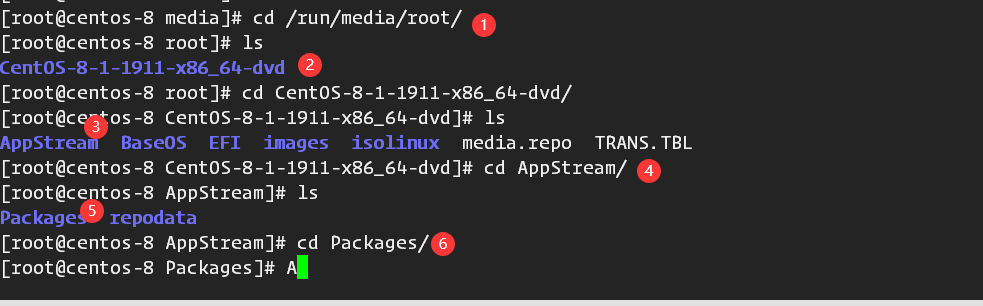 [root@centos-8 media]# cd /run/media/root/ 1
[root@centos-8 root]# ls
CentOS-8-1-1911-x86_64-dvd 2
[root@centos-8 root]# cd CentOS-8-1-1911-x86_64-dvd/
[root@centos-8 CentOS-8-1-1911-x86_64-dvd]# ls
3
AppStream BaseOS EFI images isolinux media.repo TRANS.TBL
[root@centos-8 CentOS-8-1-1911-x86_64-dvd]# cd AppStream/ 4
[root@centos-8 AppStream]# ls
Packages 5 repodata
[root@centos-8 AppStream]# cd Packages/ 6
[root@centos-8 Packages]# A